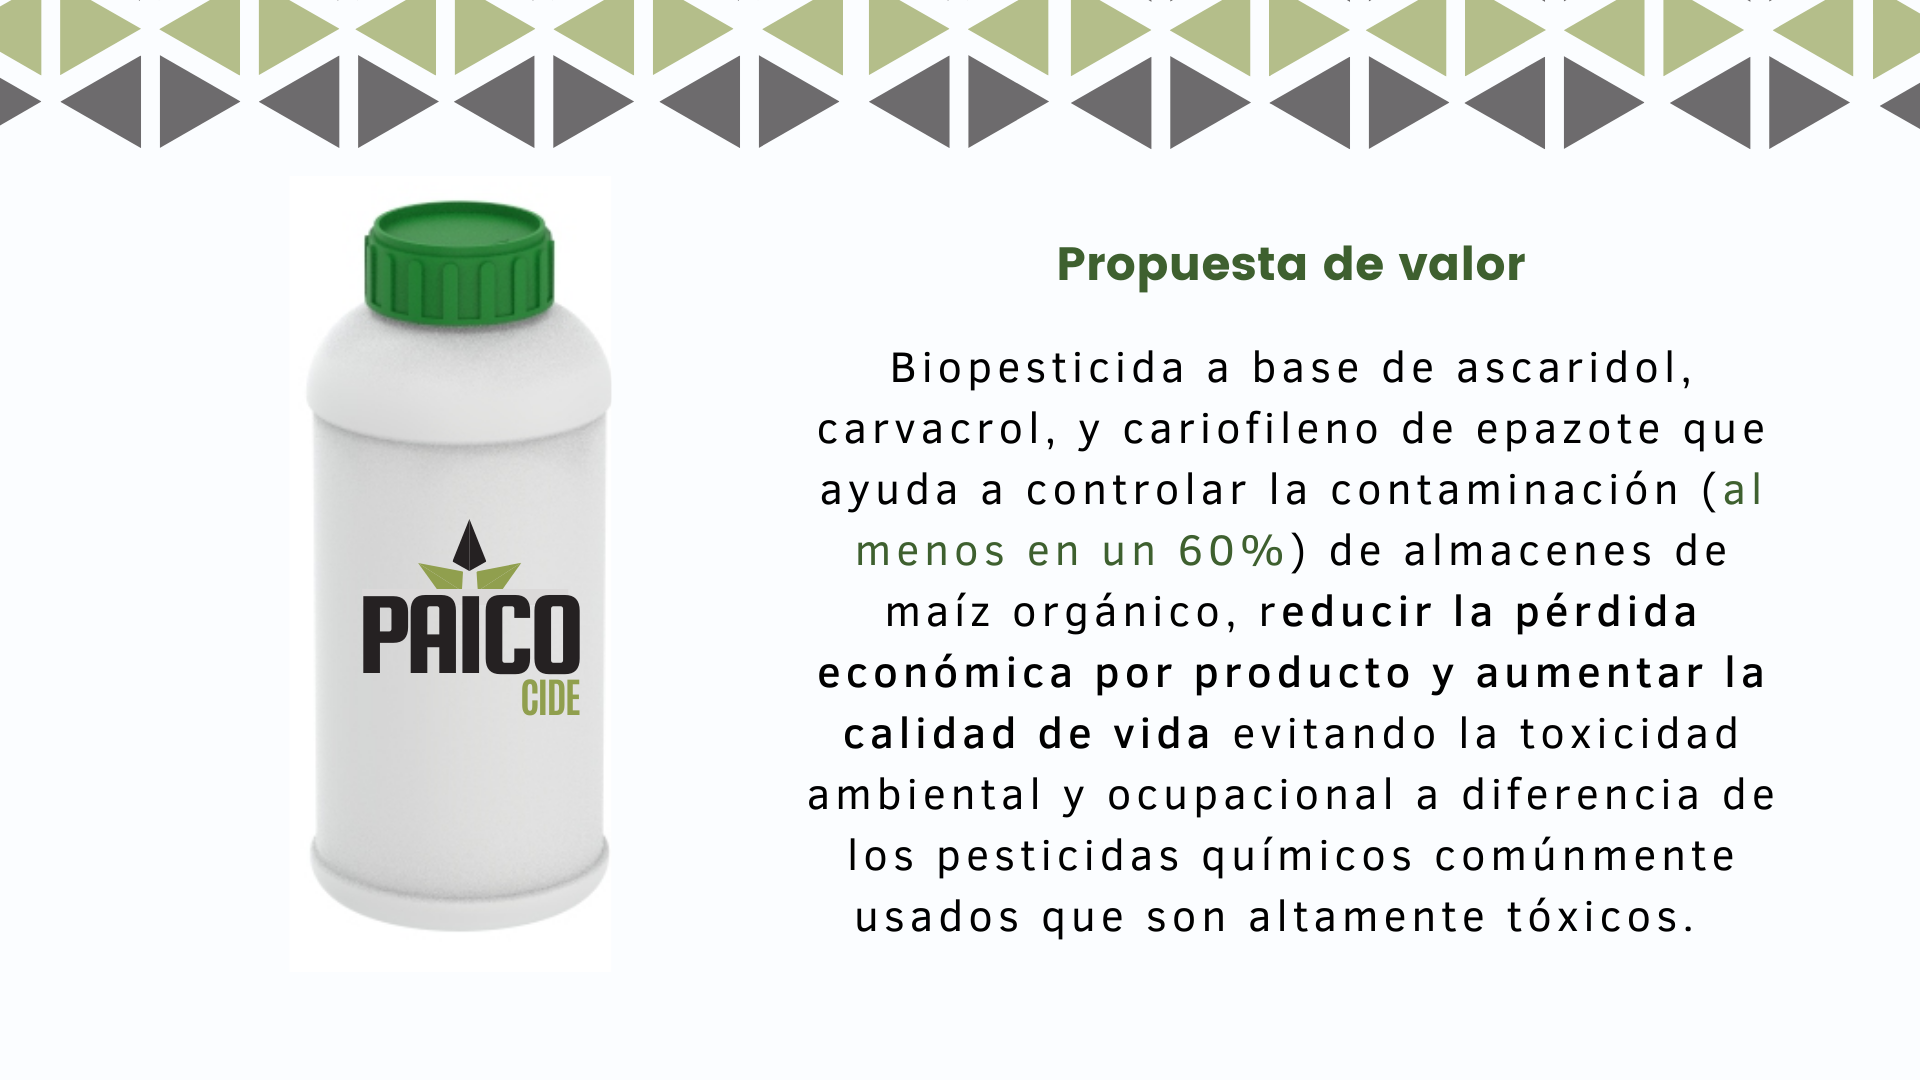 PAICO
CIDE
Propuesta de valor
Biopesticida a base de ascaridol,
carvacrol, y cariofileno de epazote que
ayuda a controlar la contaminación (al
menos en un 60%) de almacenes de
maíz orgánico, reducir la pérdida
económica por producto y aumentar la
calidad de vida evitando la toxicidad
ambiental y ocupacional a diferencia de
los pesticidas químicos comúnmente
usados que son altamente tóxicos.